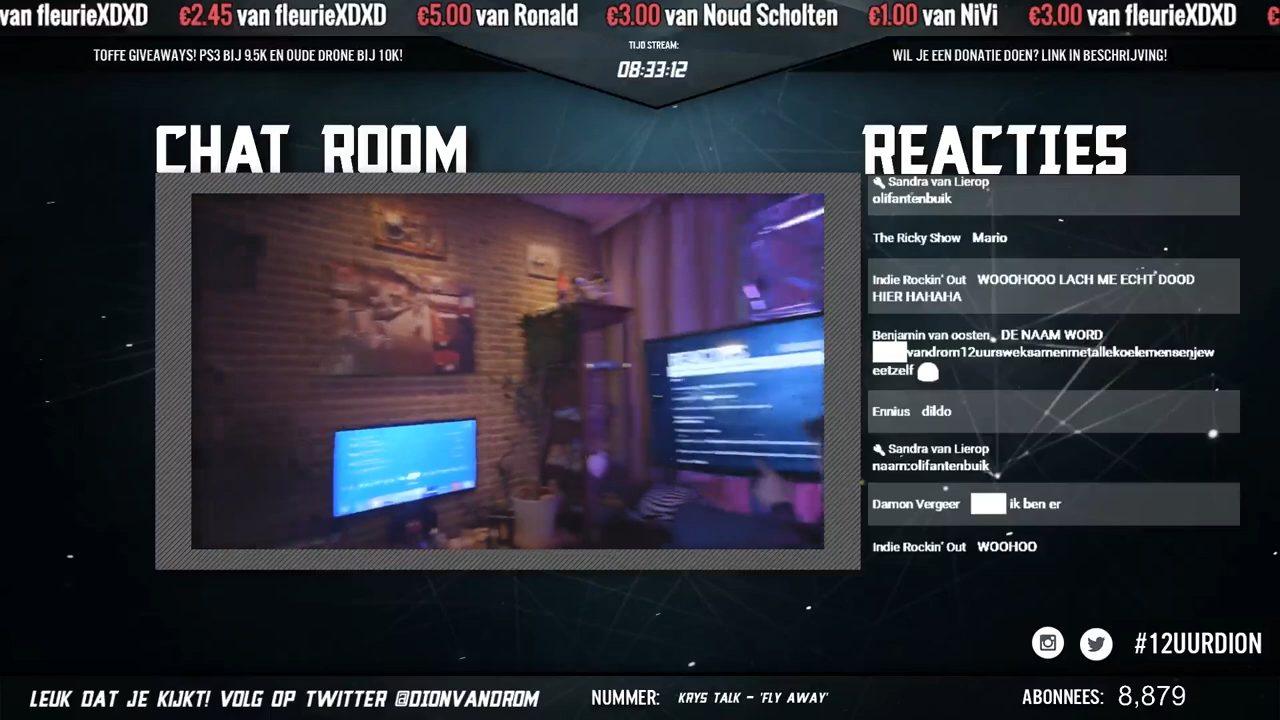 van fleurieXDXD €2.45 van fleurieXDXD €5.00 van Ronald €3.00 van Noud Scholten €1.00 van NiVi €3.00 van fleurieXDXD €
TOFFE GIVEAWAYS! PS3 BIJ 9.5K EN OUDE DRONE BIJ 10K!
TIJD STREAM:
08:33:12
WIL JE EEN DONATIE DOEN? LINK IN BESCHRIJVING!
CHAT ROOM
REACTIES
Sandra van Lierop
olifantenbuik
The Ricky Show Mario
Indie Rockin' Out WOOOHOOO LACH ME ECHT DOOD
HIER HAHAHA
Benjamin van oosten DE NAAM WORD
vandrom12uursweksamenmetallekoelemensenjew
eetzelf
Ennius dildo
Sandra van Lierop
naam:olifantenbuik
Damon Vergeer ik ben er
Indie Rockin' Out WOOHOO
#12UURDION
LEUK DAT JE KIJKT! VOLG OP TWITTER @DIONVANDROM
NUMMER: KRYS TALK - 'FLY AWAY'
ABONNEES: 8,879